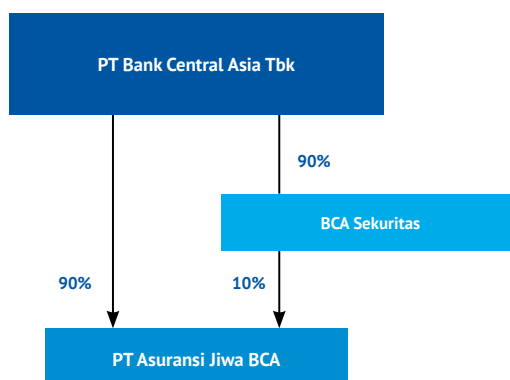 PT Bank Central Asia Tbk
90%
BCA Sekuritas
90%
10%
PT Asuransi Jiwa BCA